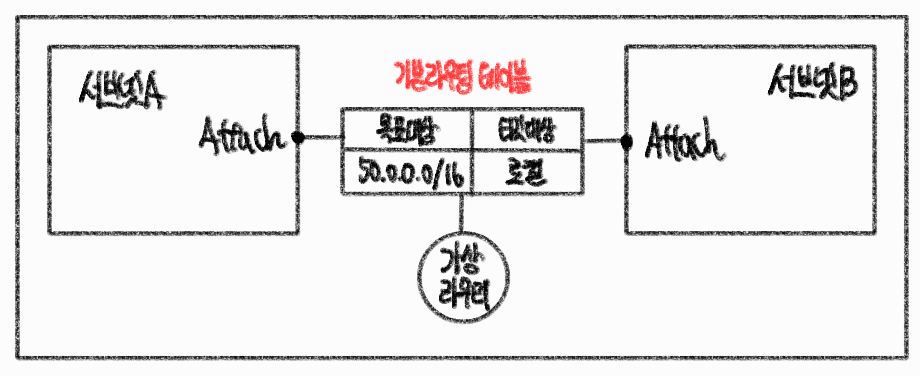 서브넷A
Attach
기본라우팅 테이블
목표대상 타깃대상
50.0.0.0/16 로컬
가상
라우터
서브넷B
Attach